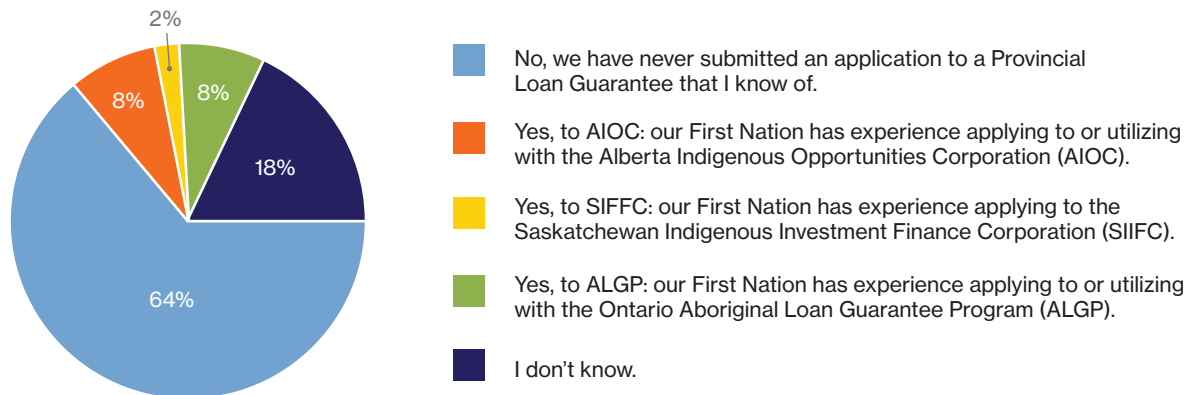 2%
8%
8%
18%
64%
No, we have never submitted an application to a Provincial
Loan Guarantee that I know of.
Yes, to AIOC: our First Nation has experience applying to or utilizing
with the Alberta Indigenous Opportunities Corporation (AIOC).
Yes, to SIFFC: our First Nation has experience applying to the
Saskatchewan Indigenous Investment Finance Corporation (SIIFC).
Yes, to ALGP: our First Nation has experience applying to or utilizing
with the Ontario Aboriginal Loan Guarantee Program (ALGP).
I don’t know.